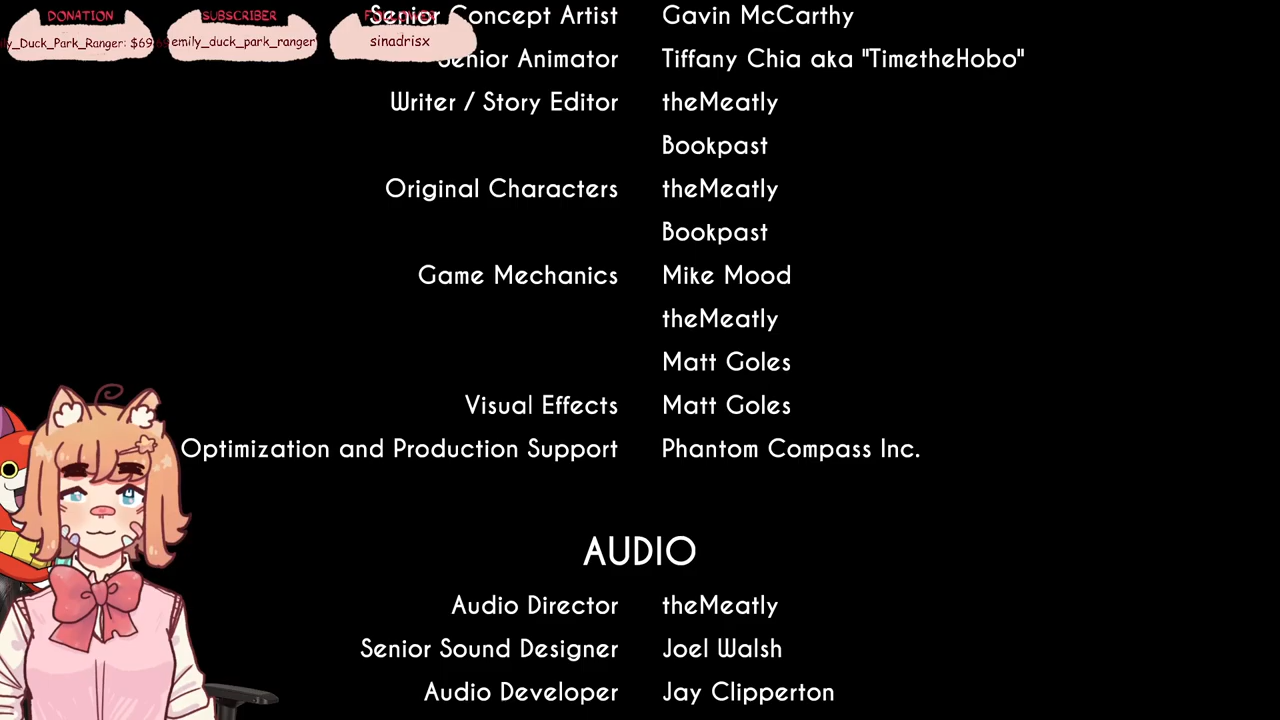 DONATION SUBSCRIBER
ly_Duck_Park_Ranger: $69 emily_duck_park_ranger sinadrisx
Senior Concept Artist Gavin McCarthy
Senior Animator Tiffany Chia aka "TimetheHobo"
Writer / Story Editor theMeatly
Bookpast
Original Characters theMeatly
Bookpast
Game Mechanics Mike Mood
theMeatly
Matt Goles
Visual Effects Matt Goles
Optimization and Production Support Phantom Compass Inc.
AUDIO
Audio Director theMeatly
Senior Sound Designer Joel Walsh
Audio Developer Jay Clipperton